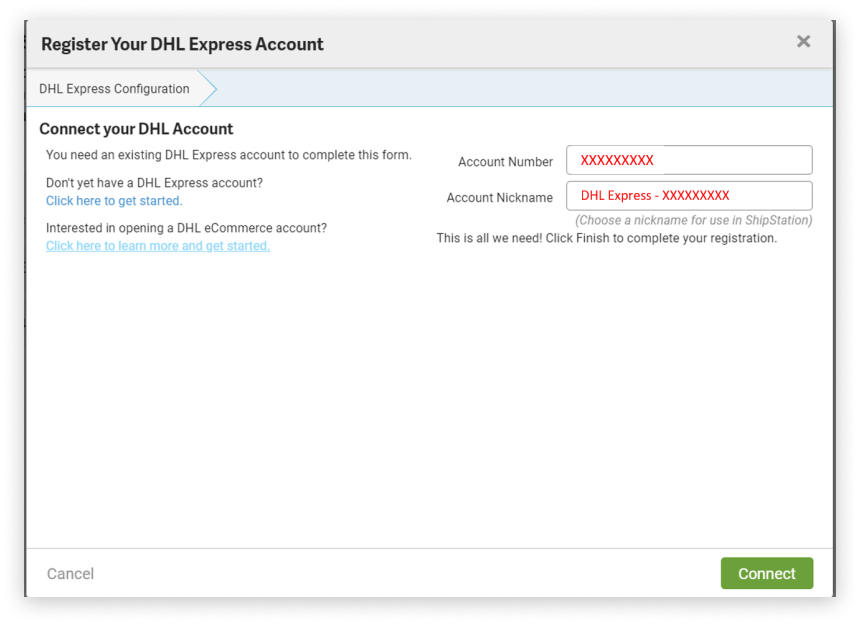 Register Your DHL Express Account
DHL Express Configuration
Connect your DHL Account
You need an existing DHL Express account to complete this form.
Don't yet have a DHL Express account?
Click here to get started.
Interested in opening a DHL eCommerce account?
Click here to learn more and get started.
Account Number XXXXXXXXX
Account Nickname DHL Express - XXXXXXXXX
(Choose a nickname for use in ShipStation)
This is all we need! Click Finish to complete your registration.
Cancel
Connect